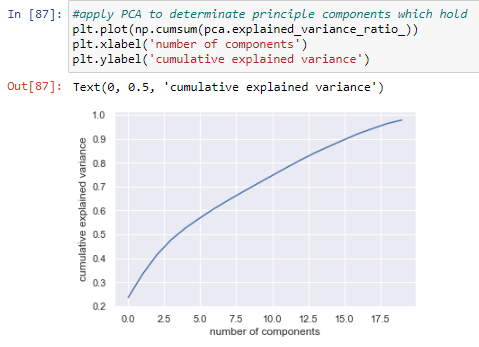 In [87]: #apply PCA to determinate principle components which hold
plt.plot(np.cumsum(pca.explained_variance_ratio_))
plt.xlabel('number of components')
plt.ylabel('cumulative explained variance')
Out[87]: Text(0, 0.5, 'cumulative explained variance')
cumulative explained variance
1.0
0.9
0.8
0.7
0.6
0.5
0.4
0.3
0.2
0.0 2.5 5.0 7.5 10.0 12.5 15.0 17.5
number of components